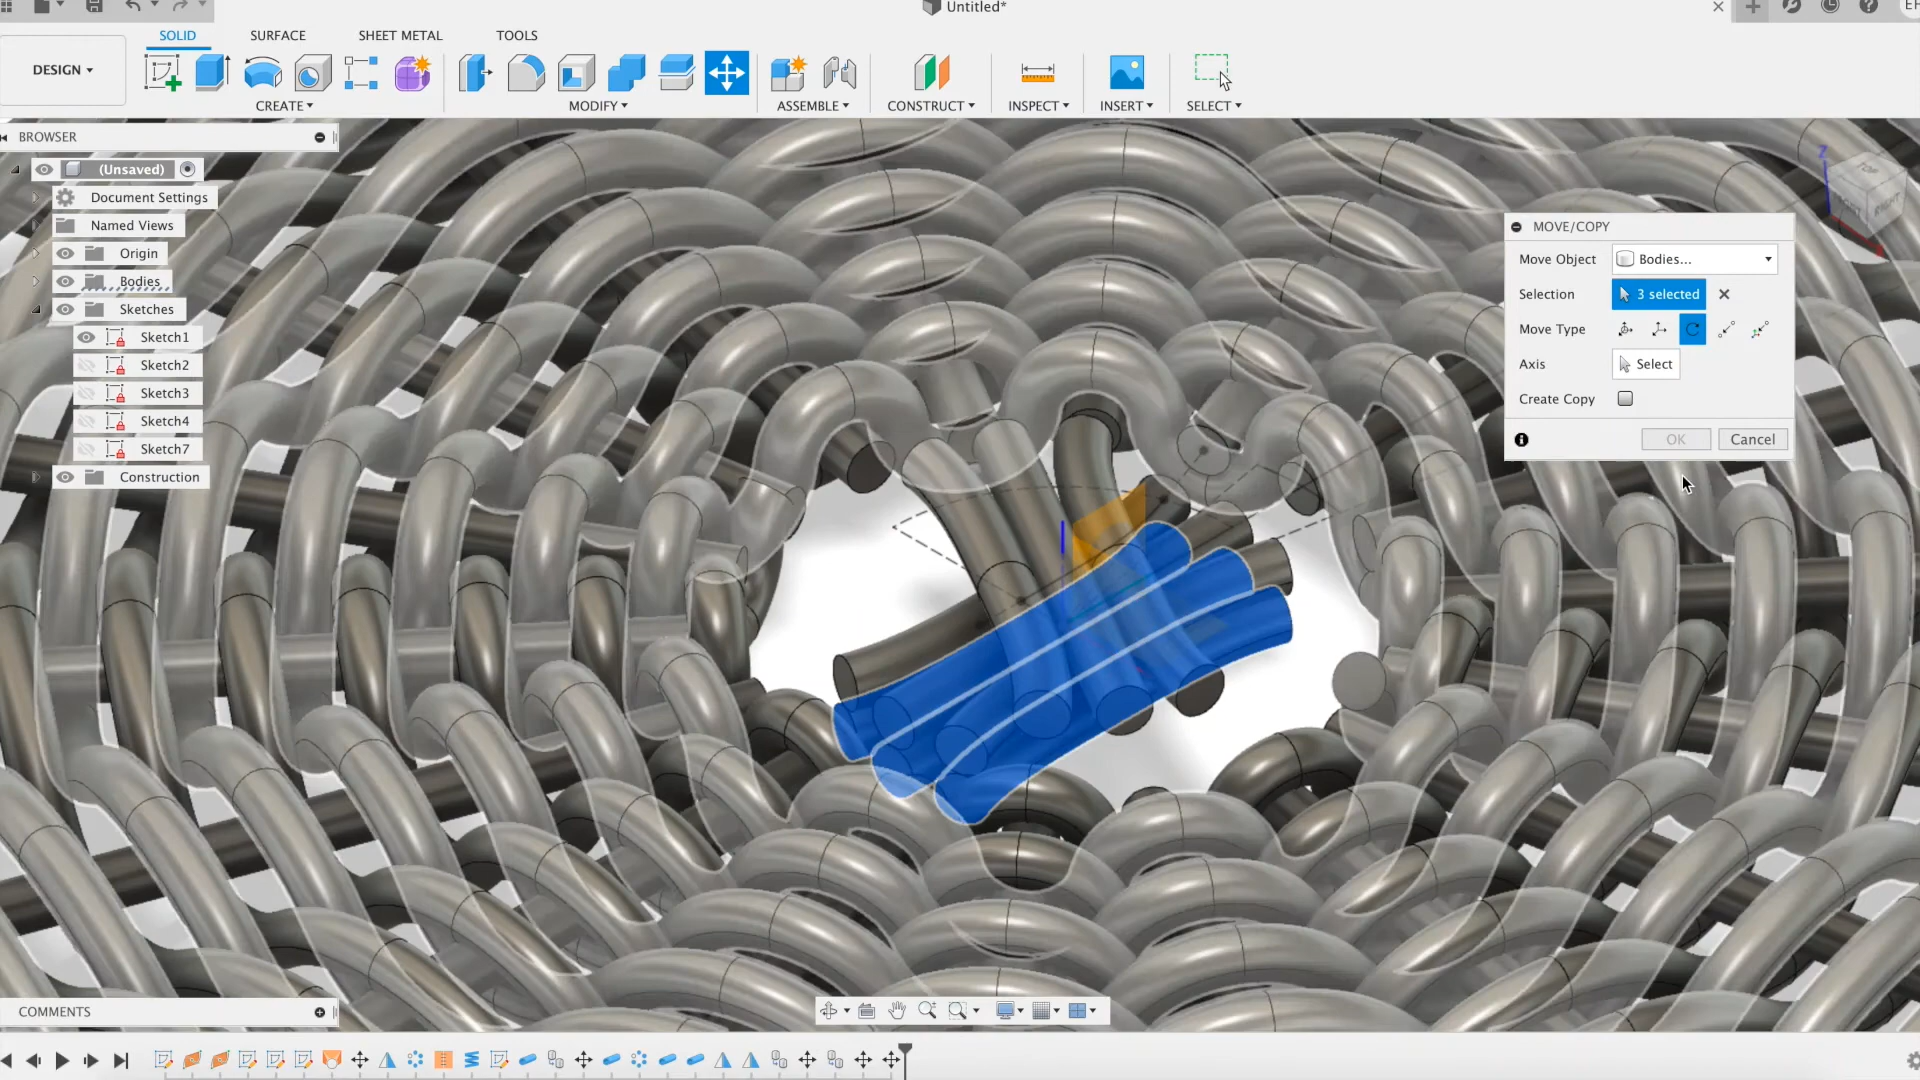 Untitled*
DESIGN
SOLID
SURFACE
SHEET METAL
TOOLS
CREATE
MODIFY
ASSEMBLE
CONSTRUCT
INSPECT
INSERT
SELECT
BROWSER
(Unsaved)
Document Settings
Named Views
Origin
Bodies
Sketches
Sketch1
Sketch2
Sketch3
Sketch4
Sketch7
Construction
Z
RIGHT
MOVE/COPY
Move Object
Bodies...
Selection
3 selected
Move Type
Axis
Select
Create Copy
OK
Cancel
COMMENTS